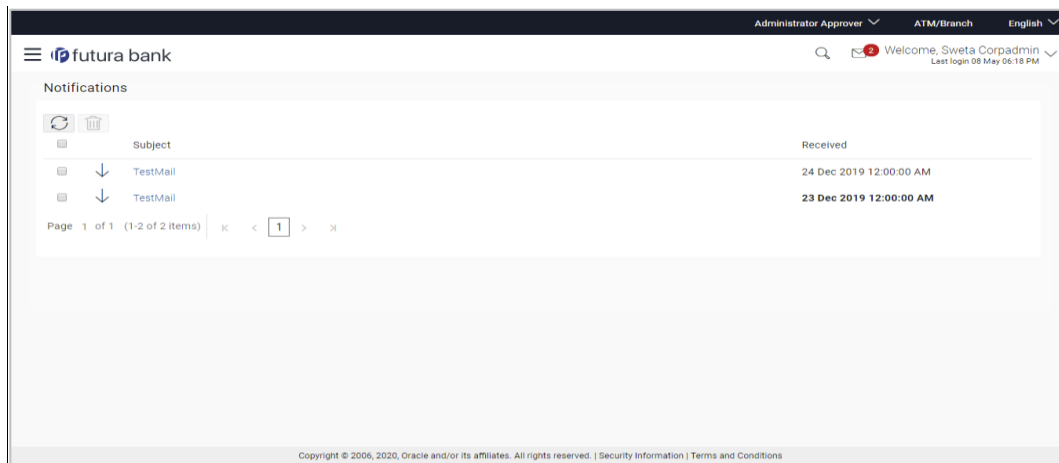 Administrator Approver ATM/Branch English
futura bank 2 Welcome, Sweta Corpadmin
Last login 08 May 06:18 PM
Notifications
Subject Received
TestMail 24 Dec 2019 12:00:00 AM
TestMail 23 Dec 2019 12:00:00 AM
Page 1 of 1 (1-2 of 2 items) 1
Copyright © 2006, 2020, Oracle and/or its affiliates. All rights reserved. | Security Information | Terms and Conditions